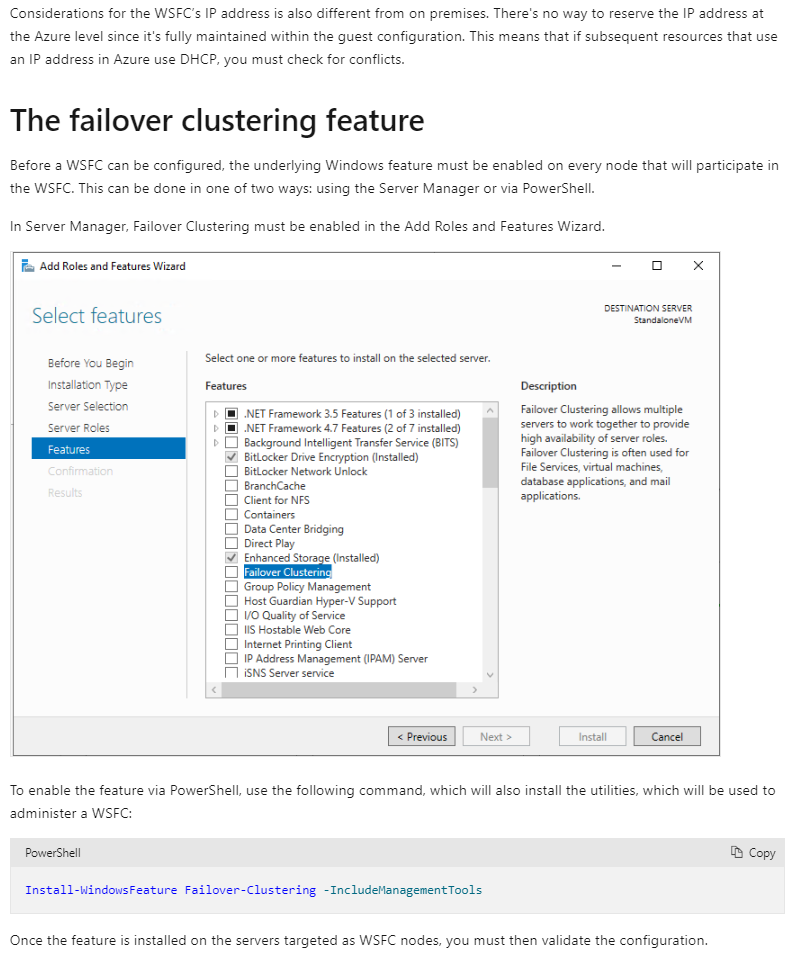 Considerations for the WSFC's IP address is also different from on premises. There's no way to reserve the IP address at
the Azure level since it's fully maintained within the guest configuration. This means that if subsequent resources that use
an IP address in Azure use DHCP, you must check for conflicts.
The failover clustering feature
Before a WSFC can be configured, the underlying Windows feature must be enabled on every node that will participate in
the WSFC. This can be done in one of two ways: using the Server Manager or via PowerShell.
In Server Manager, Failover Clustering must be enabled in the Add Roles and Features Wizard.
Add Roles and Features Wizard
Select features
DESTINATION SERVER
StandaloneVM
Before You Begin
Installation Type
Server Selection
Server Roles
Features
Confirmation
Results
Select one or more features to install on the selected server.
Features
.NET Framework 3.5 Features (1 of 3 installed)
.NET Framework 4.7 Features (2 of 7 installed)
Background Intelligent Transfer Service (BITS)
BitLocker Drive Encryption (Installed)
BitLocker Network Unlock
BranchCache
Client for NFS
Containers
Data Center Bridging
Direct Play
Enhanced Storage (Installed)
Failover Clustering
Group Policy Management
Host Guardian Hyper-V Support
I/O Quality of Service
IIS Hostable Web Core
Internet Printing Client
IP Address Management (IPAM) Server
iSNS Server service
Description
Failover Clustering allows multiple
servers to work together to provide
high availability of server roles.
Failover Clustering is often used for
File Services, virtual machines,
database applications, and mail
applications.
< Previous
Next >
Install
Cancel
To enable the feature via PowerShell, use the following command, which will also install the utilities, which will be used to
administer a WSFC:
PowerShell
Copy
Install-WindowsFeature Failover-Clustering -IncludeManagementTools
Once the feature is installed on the servers targeted as WSFC nodes, you must then validate the configuration.